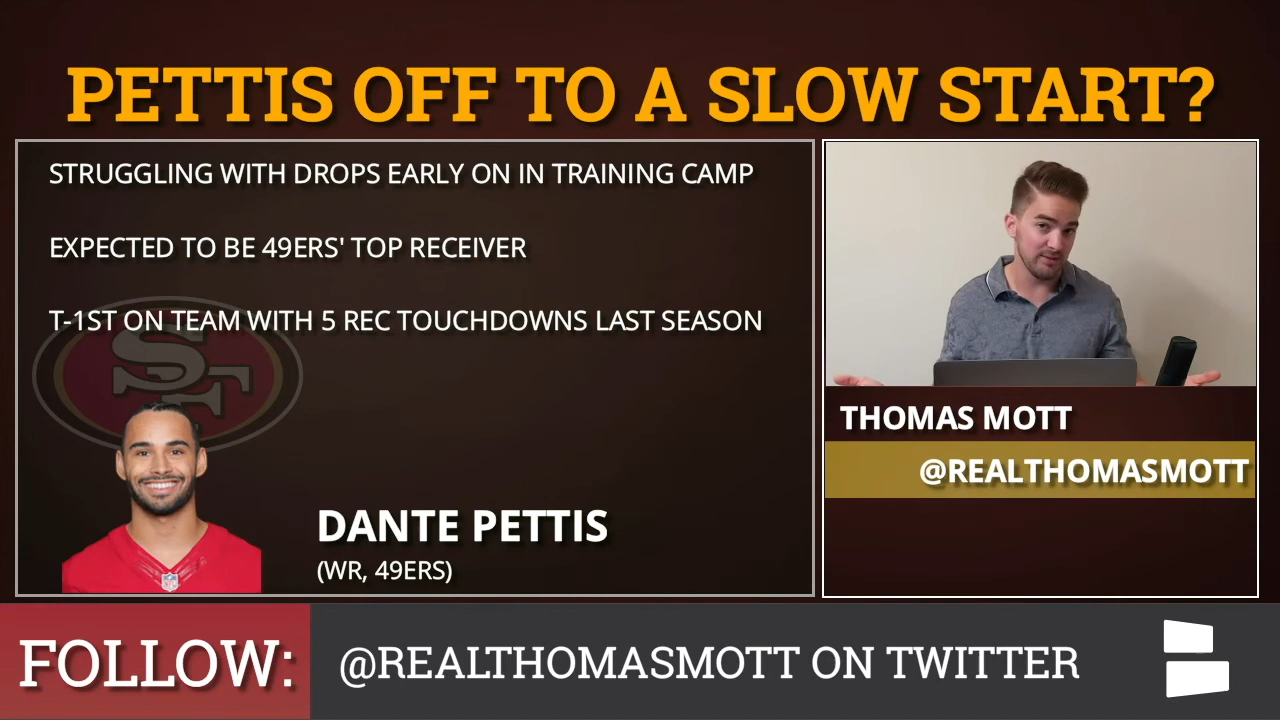 PETTIS OFF TO A SLOW START?
STRUGGLING WITH DROPS EARLY ON IN TRAINING CAMP
EXPECTED TO BE 49ERS' TOP RECEIVER
T-1ST ON TEAM WITH 5 REC TOUCHDOWNS LAST SEASON
SF
DANTE PETTIS
(WR, 49ERS)
THOMAS MOTT
@REALTHOMASMOTT
FOLLOW:
@REALTHOMASMOTT ON TWITTER